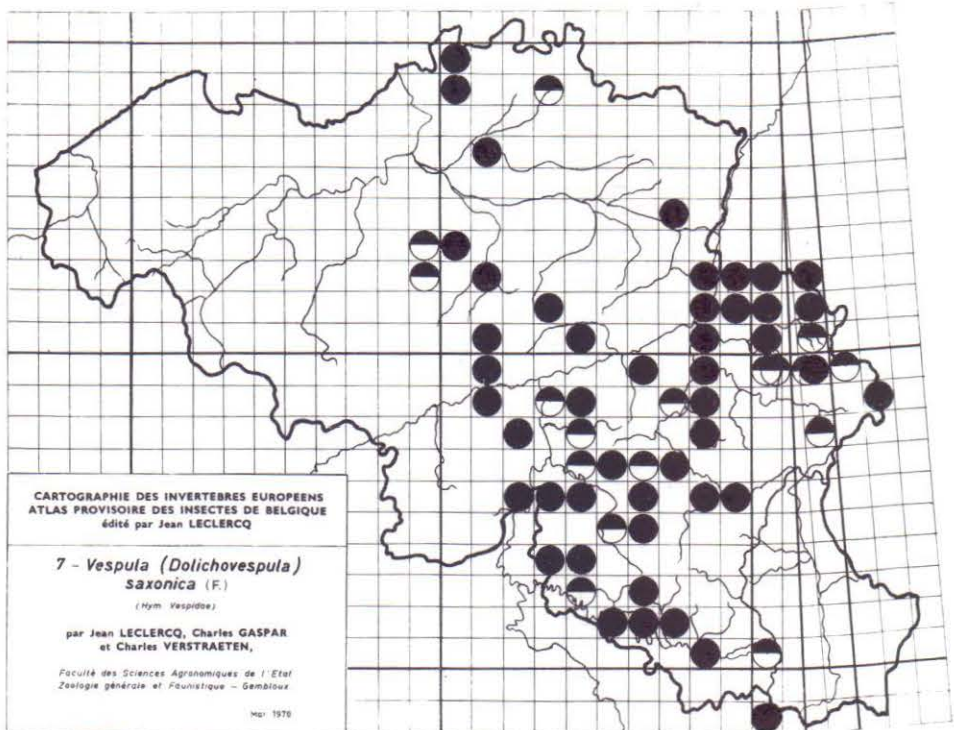 CARTOGRAPHIE DES INVERTEBRES EUROPEENS
ATLAS PROVISOIRE DES INSECTES DE BELGIQUE
édité par Jean LECLERCQ
7 - Vespula (Dolichovespula)
saxonica (F.)
(Hym Vespidae)
par Jean LECLERCQ, Charles GASPAR
et Charles VERSTRAETEN,
Faculté des Sciences Agronomiques de l'Etat
Zoologie générale et Faunistique - Gembloux
Mai 1970